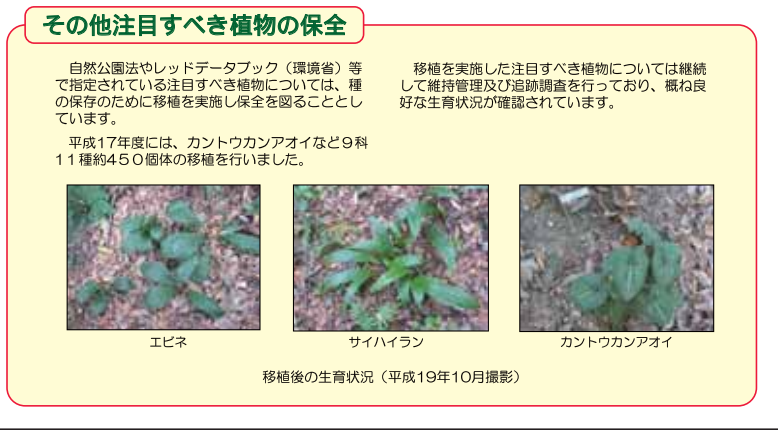 その他注目すべき植物の保全
自然公園法やレッドデータブック（環境省）等
で指定されている注目すべき植物については、種
の保存のために移植を実施し保全を図ることとし
ています。
平成17年度には、カントウカンアオイなど９科
１１種約４５０個体の移植を行いました。
移植を実施した注目すべき植物については継続
して維持管理及び追跡調査を行っており、概ね良
好な生育状況が確認されています。
エビネ
サイハイラン
カントウカンアオイ
移植後の生育状況（平成19年10月撮影）